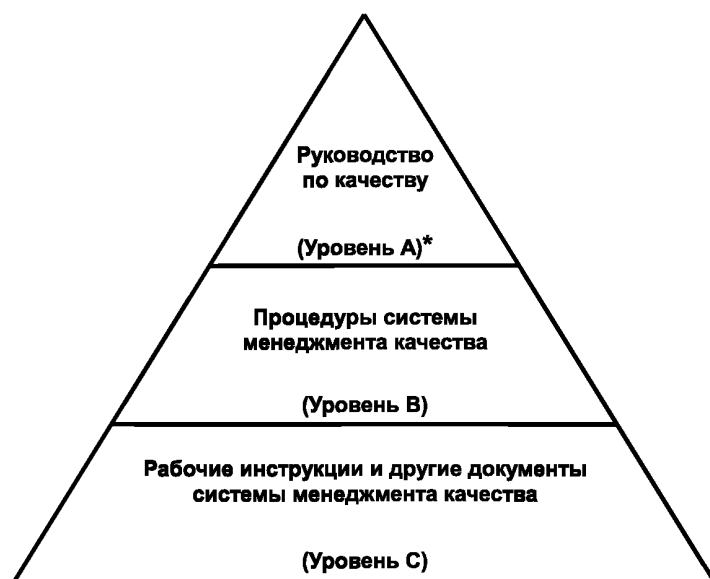 Руководство
по качеству
(Уровень А)*
Процедуры системы
менеджмента качества
(Уровень В)
Рабочие инструкции и другие документы
системы менеджмента качества
(Уровень С)